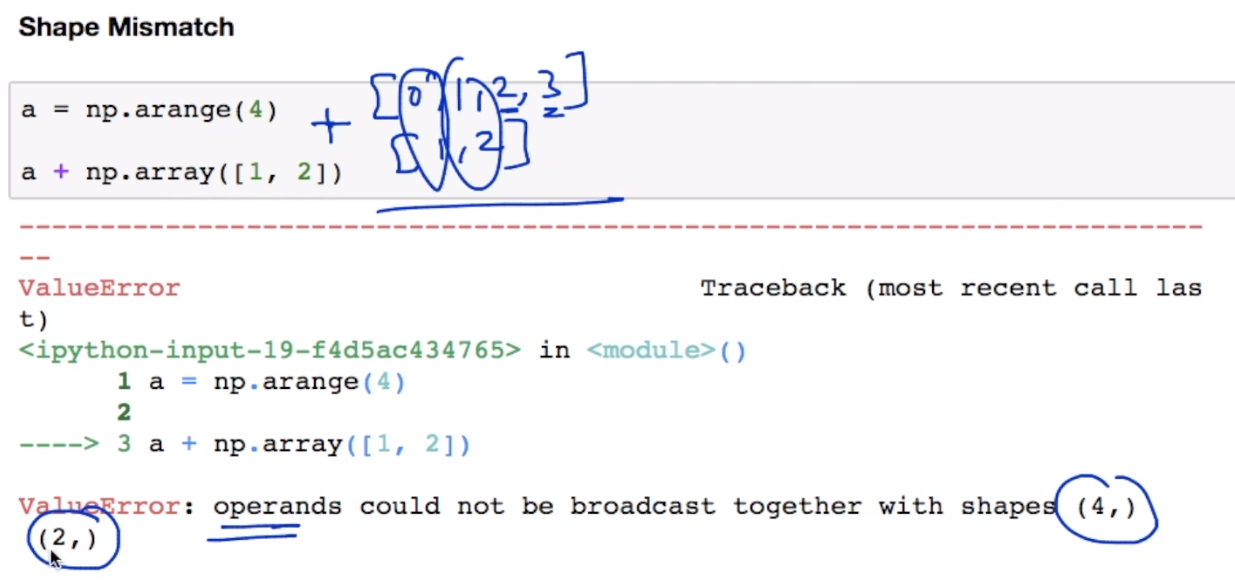 Shape Mismatch
a = np.arange(4)
+ [0, 1, 2, 3]
[1, 2]
a + np.array([1, 2])
---------------------------------------------------------------------------
--
ValueError                                Traceback (most recent call las
t)
<ipython-input-19-f4d5ac434765> in <module>()
1 a = np.arange(4)
2
----> 3 a + np.array([1, 2])
ValueError: operands could not be broadcast together with shapes (4,)
(2,)